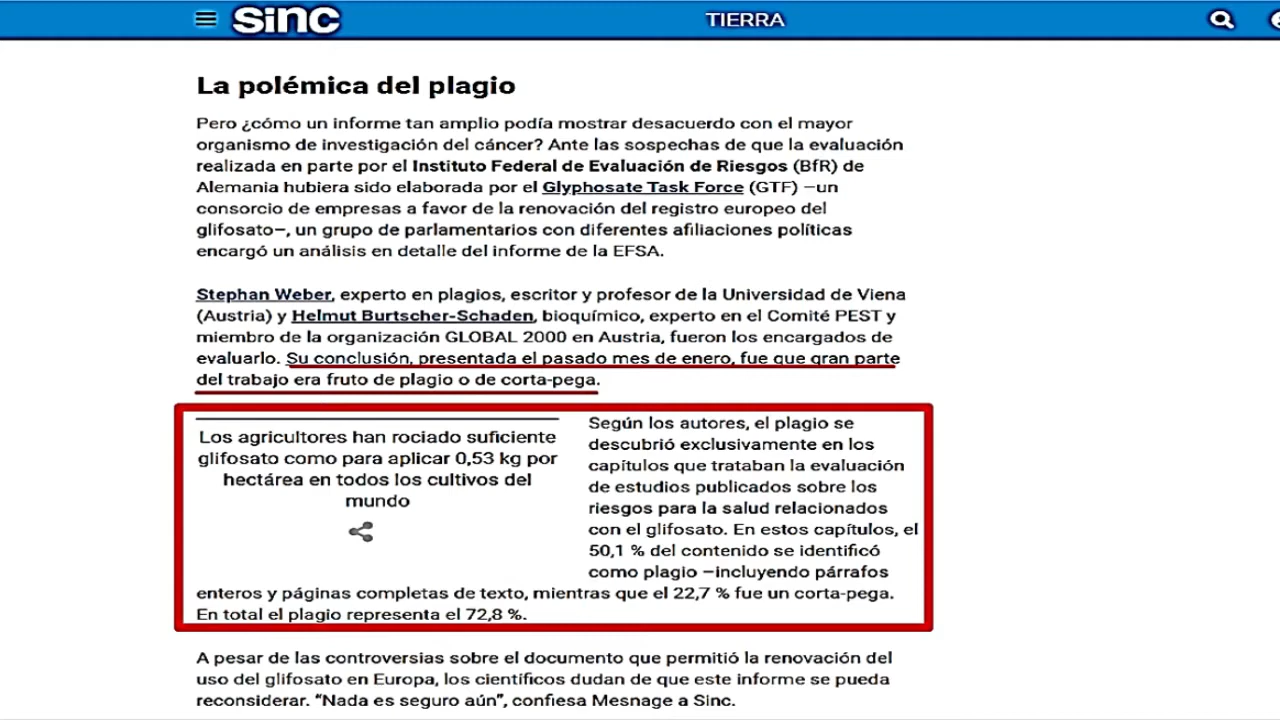 sinc
TIERRA
La polémica del plagio
Pero ¿cómo un informe tan amplio podía mostrar desacuerdo con el mayor
organismo de investigación del cáncer? Ante las sospechas de que la evaluación
realizada en parte por el Instituto Federal de Evaluación de Riesgos (BfR) de
Alemania hubiera sido elaborada por el Glyphosate Task Force (GTF) –un
consorcio de empresas a favor de la renovación del registro europeo del
glifosato–, un grupo de parlamentarios con diferentes afiliaciones políticas
encargó un análisis en detalle del informe de la EFSA.
Stephan Weber, experto en plagios, escritor y profesor de la Universidad de Viena
(Austria) y Helmut Burtscher-Schaden, bioquímico, experto en el Comité PEST y
miembro de la organización GLOBAL 2000 en Austria, fueron los encargados de
evaluarlo. Su conclusión, presentada el pasado mes de enero, fue que gran parte
del trabajo era fruto de plagio o de corta-pega.
Los agricultores han rociado suficiente
glifosato como para aplicar 0,53 kg por
hectárea en todos los cultivos del
mundo
Según los autores, el plagio se
descubrió exclusivamente en los
capítulos que trataban la evaluación
de estudios publicados sobre los
riesgos para la salud relacionados
con el glifosato. En estos capítulos, el
50,1 % del contenido se identificó
como plagio –incluyendo párrafos
enteros y páginas completas de texto, mientras que el 22,7 % fue un corta-pega.
En total el plagio representa el 72,8 %.
A pesar de las controversias sobre el documento que permitió la renovación del
uso del glifosato en Europa, los científicos dudan de que este informe se pueda
reconsiderar. “Nada es seguro aún”, confiesa Mesnage a Sinc.